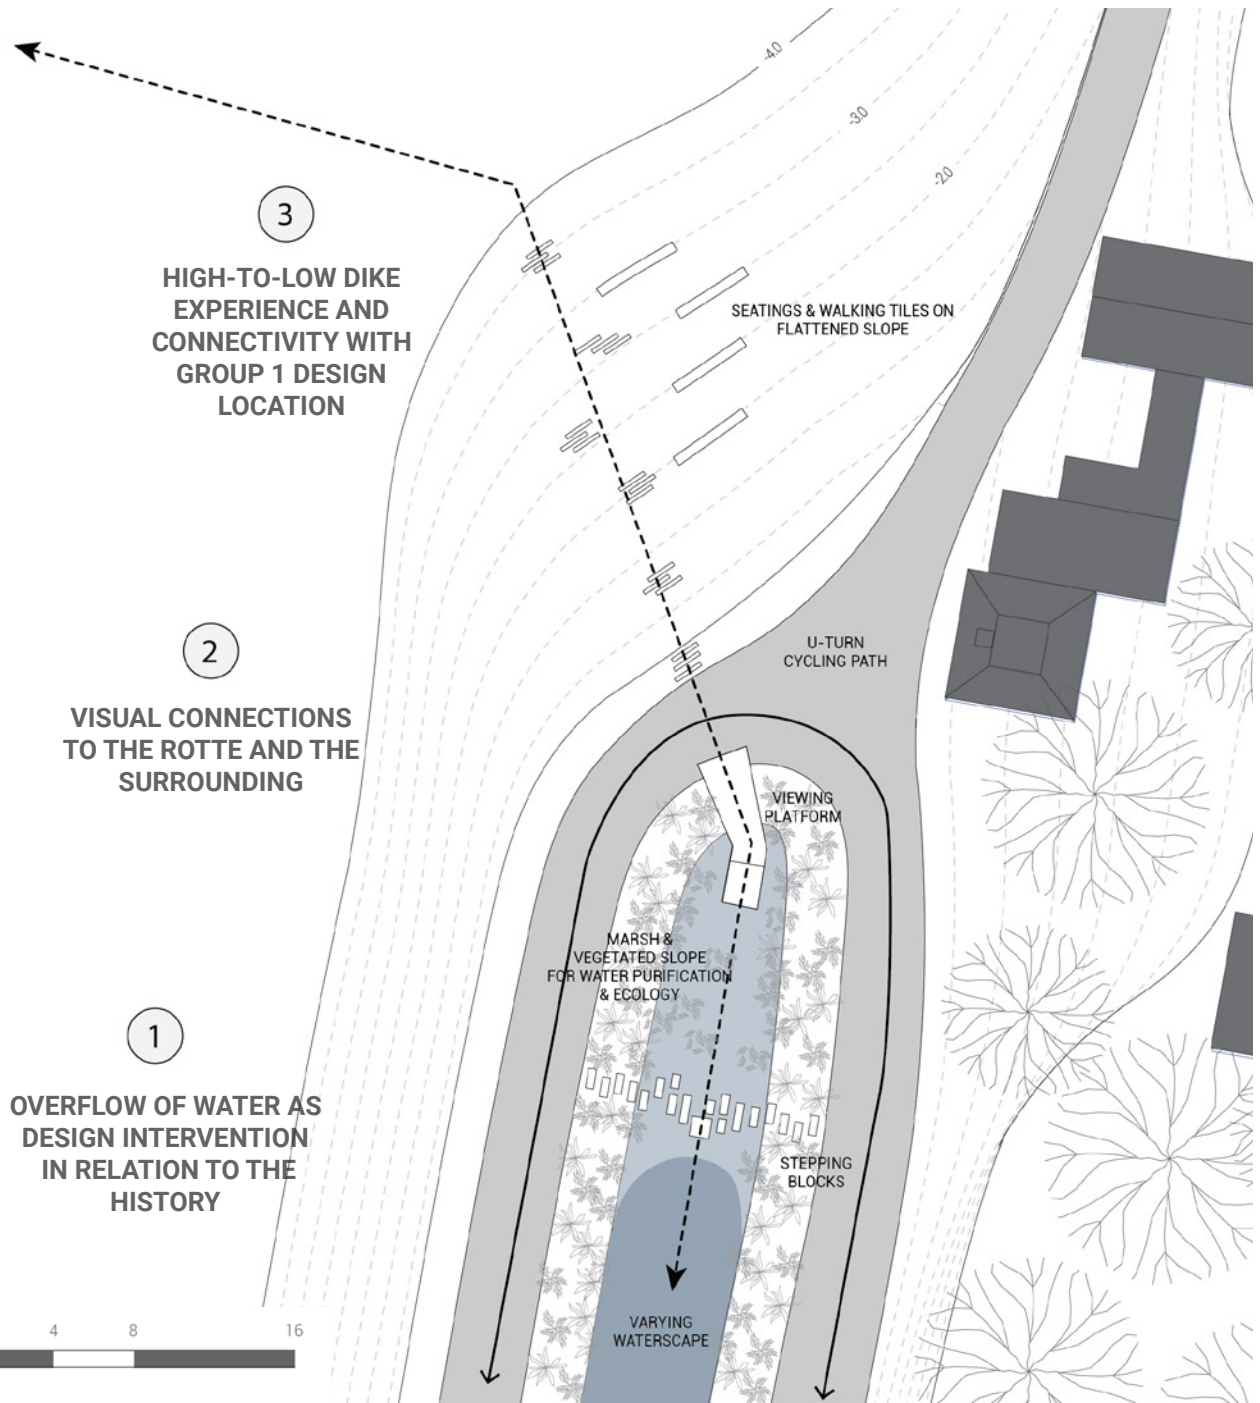 -4.0
-3.0
-2.0
3
HIGH-TO-LOW DIKE
EXPERIENCE AND
CONNECTIVITY WITH
GROUP 1 DESIGN
LOCATION
SEATINGS & WALKING TILES ON
FLATTENED SLOPE
2
VISUAL CONNECTIONS
TO THE ROTTE AND THE
SURROUNDING
U-TURN
CYCLING PATH
VIEWING
PLATFORM
MARSH &
VEGETATED SLOPE
FOR WATER PURIFICATION
& ECOLOGY
1
OVERFLOW OF WATER AS
DESIGN INTERVENTION
IN RELATION TO THE
HISTORY
STEPPING
BLOCKS
VARYING
WATERSCAPE
4 8 16